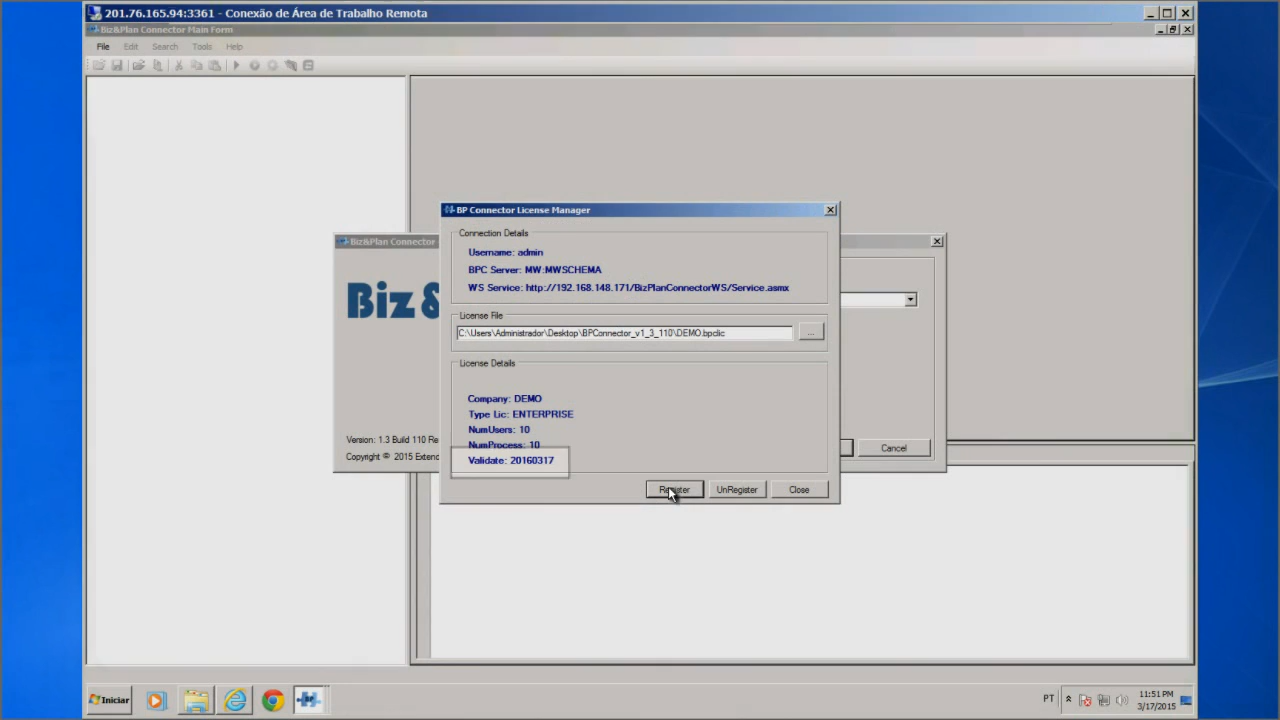 201.76.165.94:3361 - Conexão de Área de Trabalho Remota
Biz&Plan Connector Main Form
File Edit Search Tools Help
BP Connector License Manager
Connection Details
Username: admin
BPC Server: MW:MWSCHEMA
WS Service: http://192.168.148.171/BizPlanConnectorWS/Service.asmx
License File
C:\Users\Administrador\Desktop\BPConnector_v1_3_110\DEMO.bpclic
...
License Details
Company: DEMO
Type Lic: ENTERPRISE
NumUsers: 10
NumProcess: 10
Validate: 20160317
Register UnRegister Close
Biz&Plan Connector
Biz &
Version: 1.3 Build 110 Re
Copyright © 2015 Extend
Cancel
Iniciar
BP
PT
11:51 PM
3/17/2015